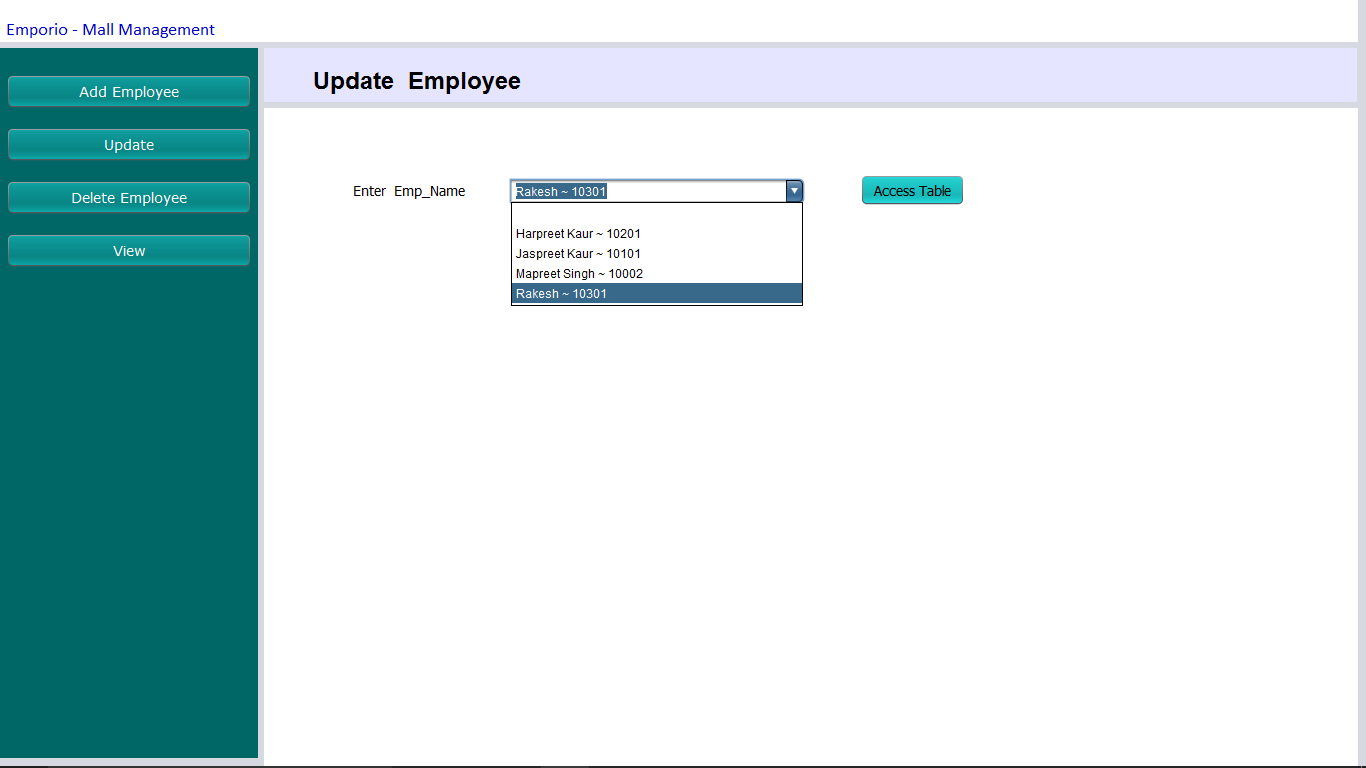 Emporio - Mall Management
Add Employee
Update
Delete Employee
View
Update Employee
Enter Emp_Name
Rakesh ~ 10301
Access Table
Harpreet Kaur ~ 10201
Jaspreet Kaur ~ 10101
Mapreet Singh ~ 10002
Rakesh ~ 10301